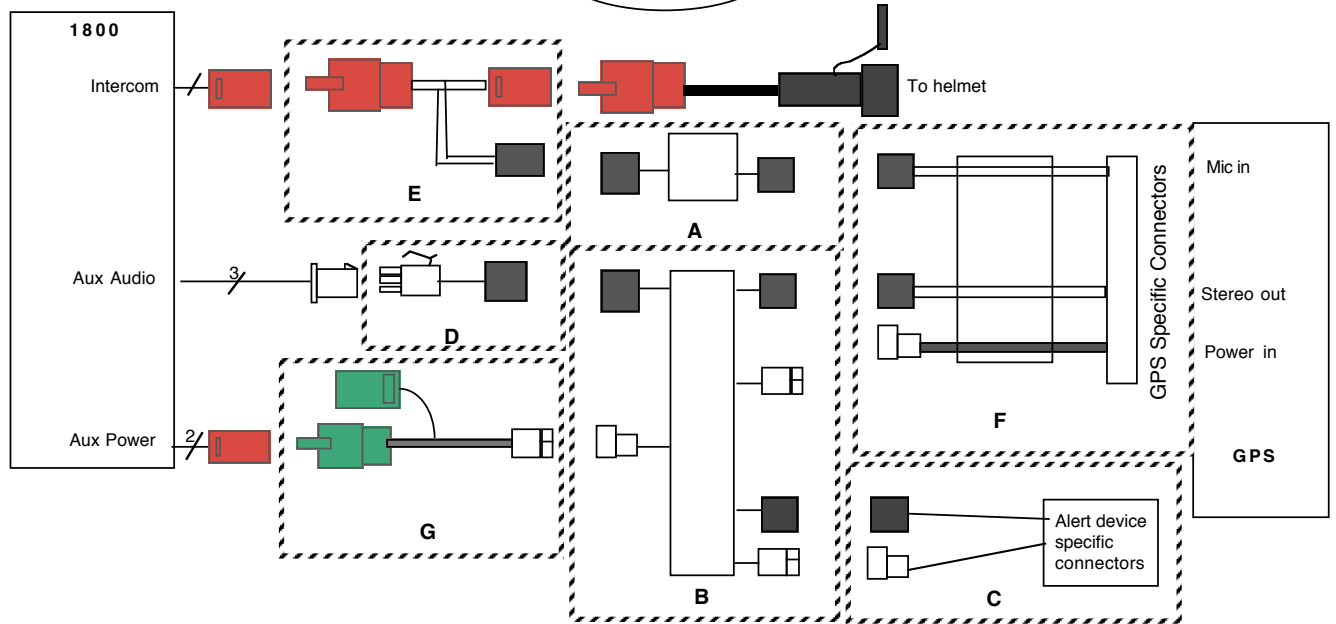 1800
Intercom
To helmet
E
A
Mic in
GPS Specific Connectors
Aux Audio
3
D
Stereo out
Power in
F
Aux Power
2
GPS
G
Alert device
specific
connectors
B
C